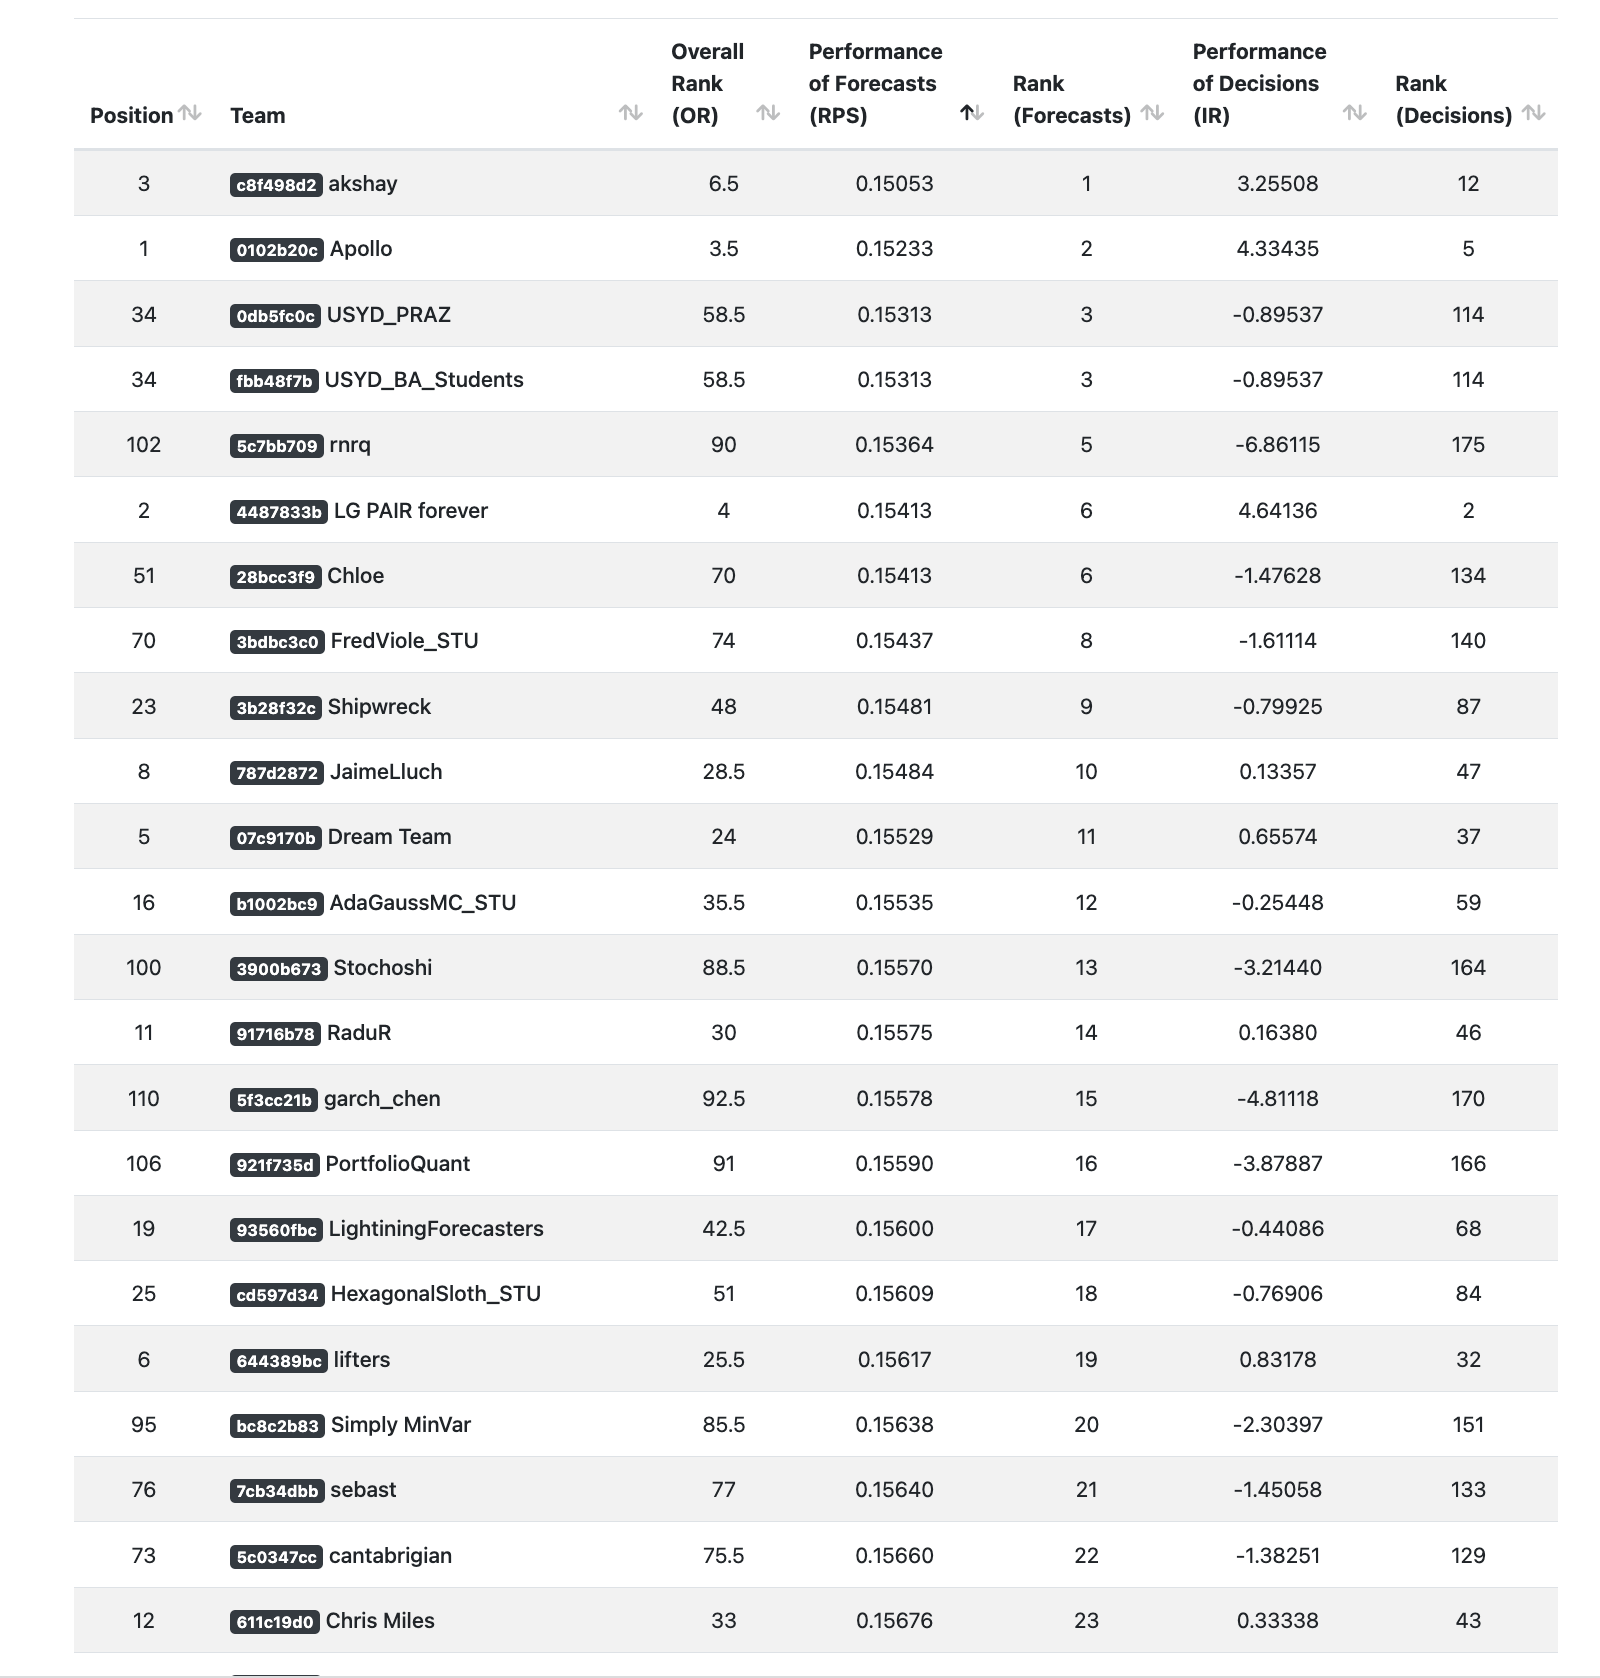 Position Team Overall Rank (OR) Performance of Forecasts (RPS) Rank (Forecasts) Performance of Decisions (IR) Rank (Decisions)
3 c8f498d2 akshay 6.5 0.15053 1 3.25508 12
1 0102b20c Apollo 3.5 0.15233 2 4.33435 5
34 0db5fc0c USYD_PRAZ 58.5 0.15313 3 -0.89537 114
34 fbb48f7b USYD_BA_Students 58.5 0.15313 3 -0.89537 114
102 5c7bb709 rnrq 90 0.15364 5 -6.86115 175
2 4487833b LG PAIR forever 4 0.15413 6 4.64136 2
51 28bcc3f9 Chloe 70 0.15413 6 -1.47628 134
70 3bdbc3c0 FredViole_STU 74 0.15437 8 -1.61114 140
23 3b28f32c Shipwreck 48 0.15481 9 -0.79925 87
8 787d2872 JaimeLluch 28.5 0.15484 10 0.13357 47
5 07c9170b Dream Team 24 0.15529 11 0.65574 37
16 b1002bc9 AdaGaussMC_STU 35.5 0.15535 12 -0.25448 59
100 3900b673 Stochoshi 88.5 0.15570 13 -3.21440 164
11 91716b78 RaduR 30 0.15575 14 0.16380 46
110 5f3cc21b garch_chen 92.5 0.15578 15 -4.81118 170
106 921f735d PortfolioQuant 91 0.15590 16 -3.87887 166
19 93560fbc LightiningForecasters 42.5 0.15600 17 -0.44086 68
25 cd597d34 HexagonalSloth_STU 51 0.15609 18 -0.76906 84
6 644389bc lifters 25.5 0.15617 19 0.83178 32
95 bc8c2b83 Simply MinVar 85.5 0.15638 20 -2.30397 151
76 7cb34dbb sebast 77 0.15640 21 -1.45058 133
73 5c0347cc cantabrigian 75.5 0.15660 22 -1.38251 129
12 611c19d0 Chris Miles 33 0.15676 23 0.33338 43